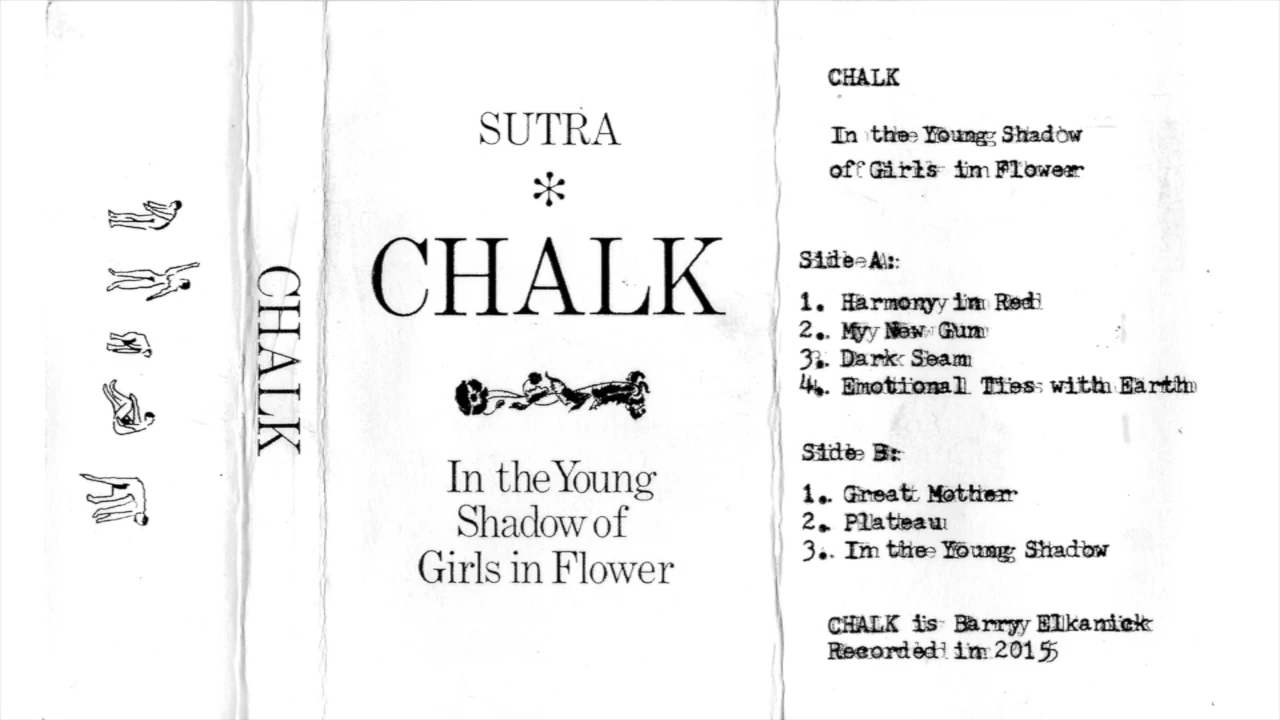 CHALK
SUTRA
*
CHALK
In the Young
Shadow of
Girls in Flower
CHALK
In the Young Shadow
of Girls in Flower
Side A:
1. Harmony in Red
2. My New Gun
3. Dark Seam
4. Emotional Ties with Earth
Side B:
1. Great Mother
2. Plateau
3. In the Young Shadow
CHALK is Barry Elkanick
Recorded in 2015